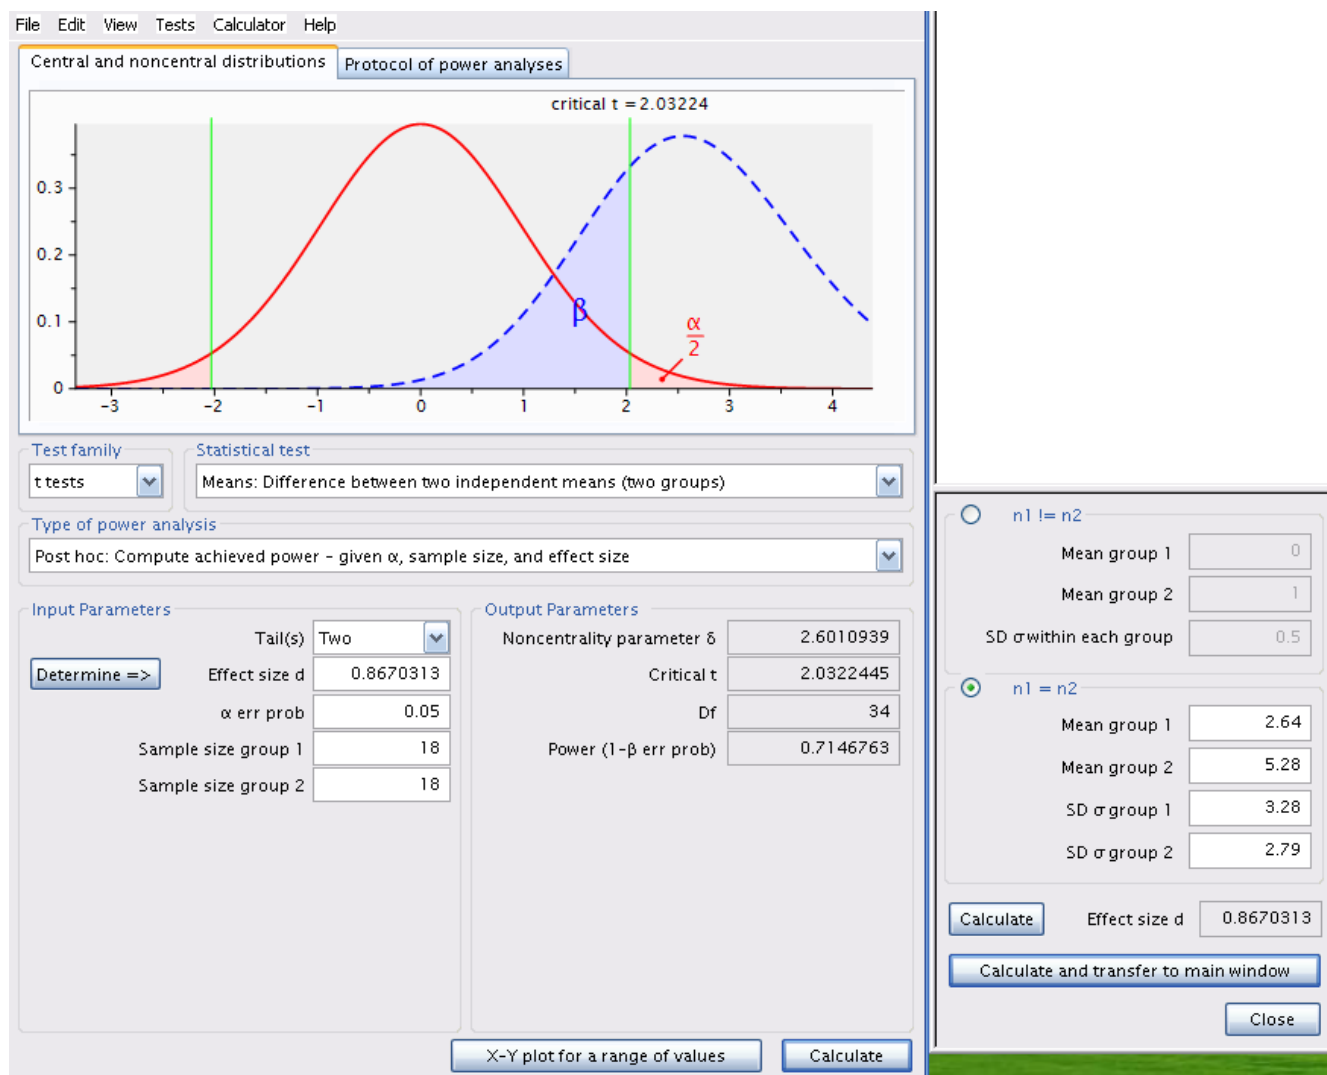 File Edit View Tests Calculator Help
Central and noncentral distributions Protocol of power analyses
critical t = 2.03224
0.3
0.2
0.1
0
β
α
2
-3 -2 -1 0 1 2 3 4
Test family Statistical test
t tests Means: Difference between two independent means (two groups)
Type of power analysis
Post hoc: Compute achieved power - given α, sample size, and effect size
Input Parameters
Tail(s) Two
Determine => Effect size d 0.8670313
α err prob 0.05
Sample size group 1 18
Sample size group 2 18
Output Parameters
Noncentrality parameter δ 2.6010939
Critical t 2.0322445
Df 34
Power (1-β err prob) 0.7146763
X-Y plot for a range of values Calculate
n1 != n2
Mean group 1 0
Mean group 2 1
SD σ within each group 0.5
n1 = n2
Mean group 1 2.64
Mean group 2 5.28
SD σ group 1 3.28
SD σ group 2 2.79
Calculate Effect size d 0.8670313
Calculate and transfer to main window
Close